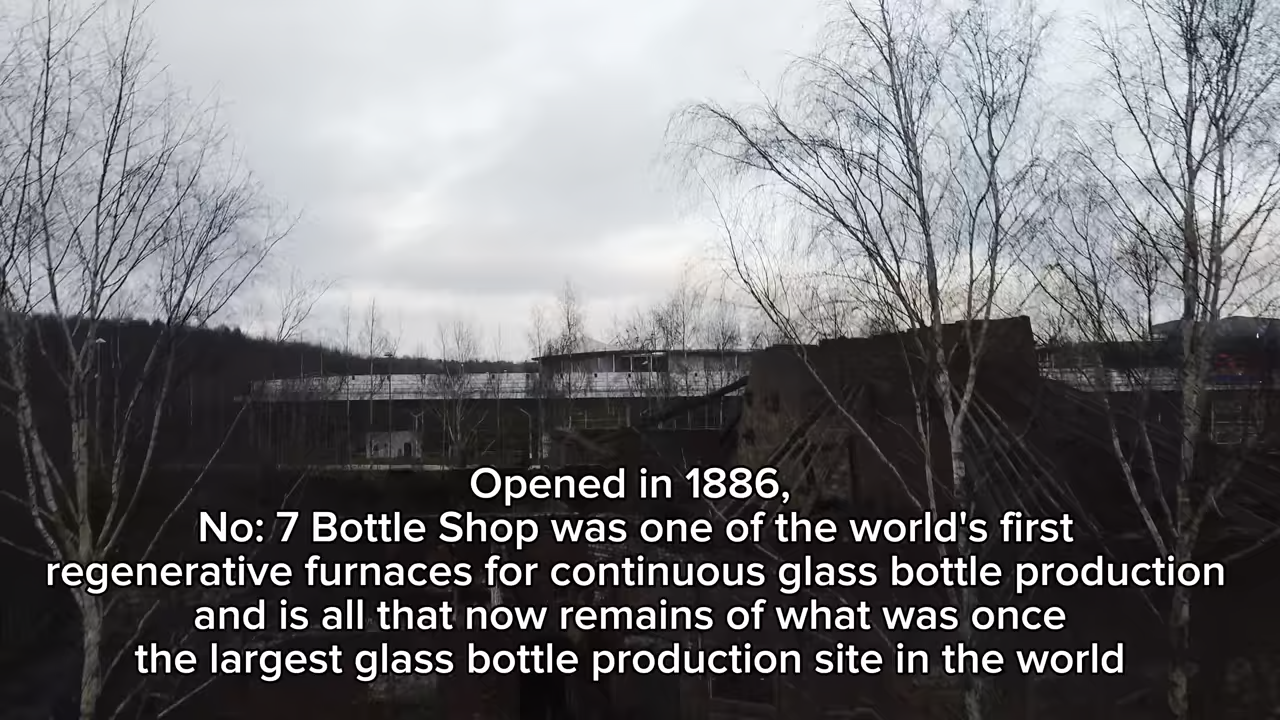 Opened in 1886,
No: 7 Bottle Shop was one of the world's first
regenerative furnaces for continuous glass bottle production
and is all that now remains of what was once
the largest glass bottle production site in the world